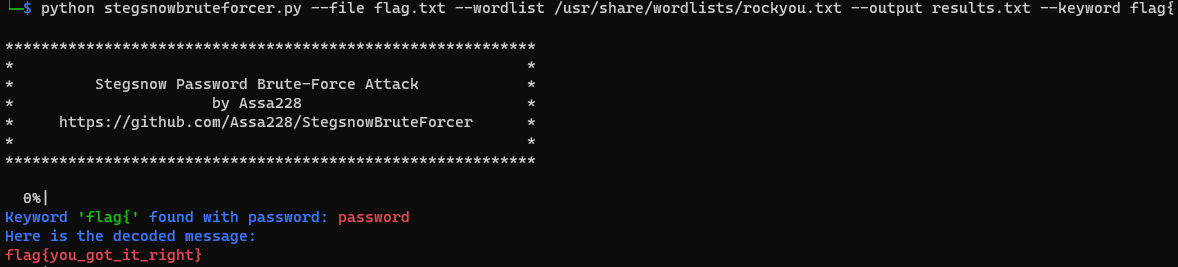 └─$ python stegsnowbruteforcer.py --file flag.txt --wordlist /usr/share/wordlists/rockyou.txt --output results.txt --keyword flag{
***********************************************************
*                                                         *
*         Stegsnow Password Brute-Force Attack            *
*                      by Assa228                         *
*     https://github.com/Assa228/StegsnowBruteForcer      *
*                                                         *
***********************************************************
  0%|
Keyword 'flag{' found with password: password
Here is the decoded message:
flag{you_got_it_right}